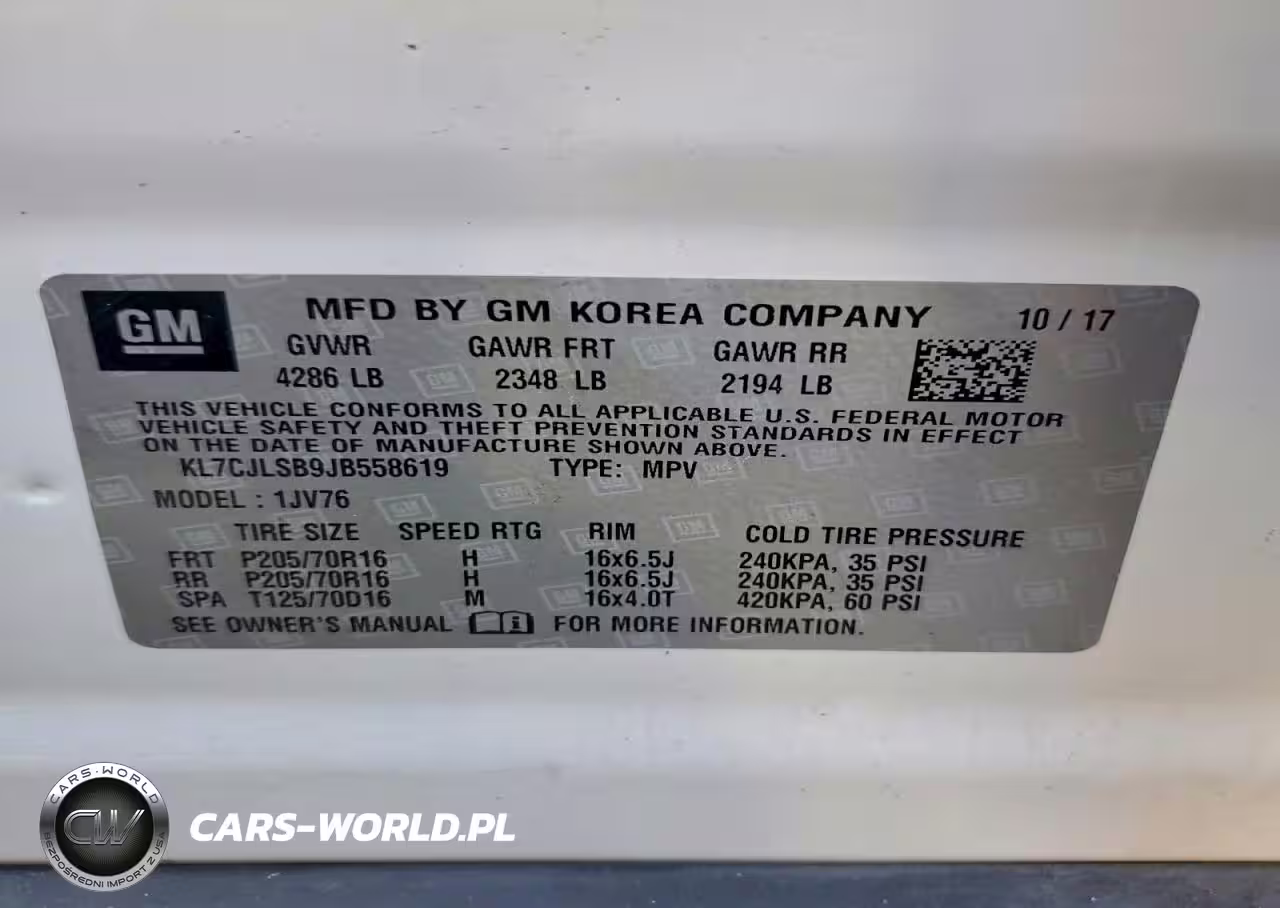 GM
MFD BY GM KOREA COMPANY 10 / 17
GVWR GAWR FRT GAWR RR
4286 LB 2348 LB 2194 LB
THIS VEHICLE CONFORMS TO ALL APPLICABLE U.S. FEDERAL MOTOR
VEHICLE SAFETY AND THEFT PREVENTION STANDARDS IN EFFECT
ON THE DATE OF MANUFACTURE SHOWN ABOVE.
KL7CJLSB9JB558619 TYPE: MPV
MODEL : 1JV76
TIRE SIZE SPEED RTG RIM COLD TIRE PRESSURE
FRT P205/70R16 H 16x6.5J 240KPA, 35 PSI
RR P205/70R16 H 16x6.5J 240KPA, 35 PSI
SPA T125/70D16 M 16x4.0T 420KPA, 60 PSI
SEE OWNER'S MANUAL FOR MORE INFORMATION.
CARS-WORLD
CW
BEZPOŚREDNI IMPORT Z USA
CARS-WORLD.PL